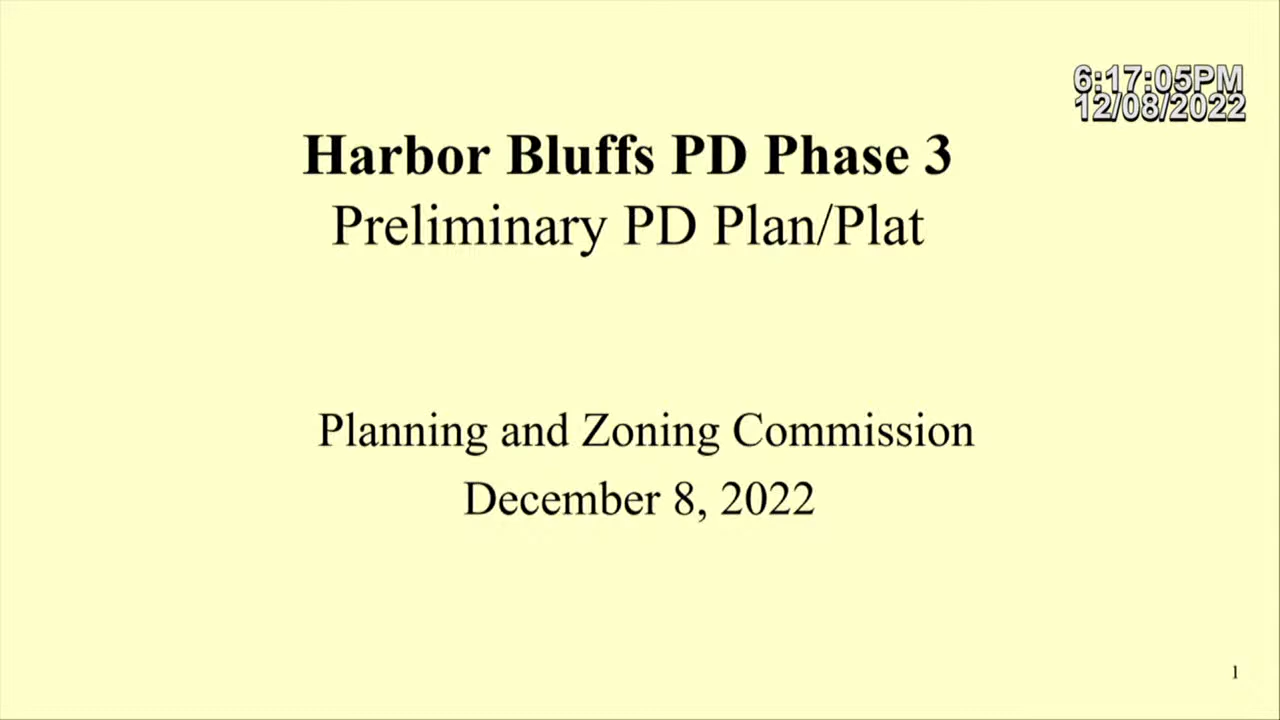 6:17:05PM
12/08/2022
Harbor Bluffs PD Phase 3
Preliminary PD Plan/Plat
Planning and Zoning Commission
December 8, 2022
1